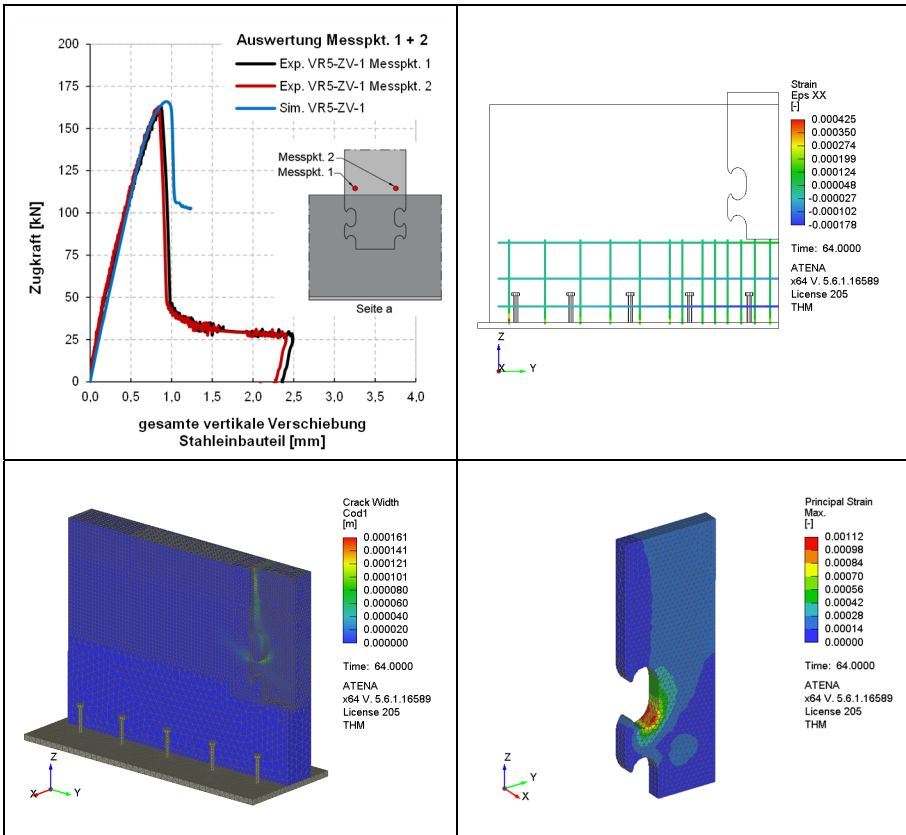 Auswertung Messpkt. 1 + 2
Exp. VR5-ZV-1 Messpkt. 1
Exp. VR5-ZV-1 Messpkt. 2
Sim. VR5-ZV-1
Messpkt. 2
Messpkt. 1
Seite a
Zugkraft [kN]
200
175
150
125
100
75
50
25
0
0,0 0,5 1,0 1,5 2,0 2,5 3,0 3,5 4,0
gesamte vertikale Verschiebung
Stahleinbauteil [mm]
Strain
Eps XX
[-]
0.000425
0.000350
0.000274
0.000199
0.000124
0.000048
-0.000027
-0.000102
-0.000178
Time: 64.0000
ATENA
x64 V. 5.6.1.16589
License 205
THM
Z
X
Y
Crack Width
Cod1
[m]
0.000161
0.000141
0.000121
0.000101
0.000080
0.000060
0.000040
0.000020
0.000000
Time: 64.0000
ATENA
x64 V. 5.6.1.16589
License 205
THM
Z
X
Y
Principal Strain
Max.
[-]
0.00112
0.00098
0.00084
0.00070
0.00056
0.00042
0.00028
0.00014
0.00000
Time: 64.0000
ATENA
x64 V. 5.6.1.16589
License 205
THM
Z
Y
X